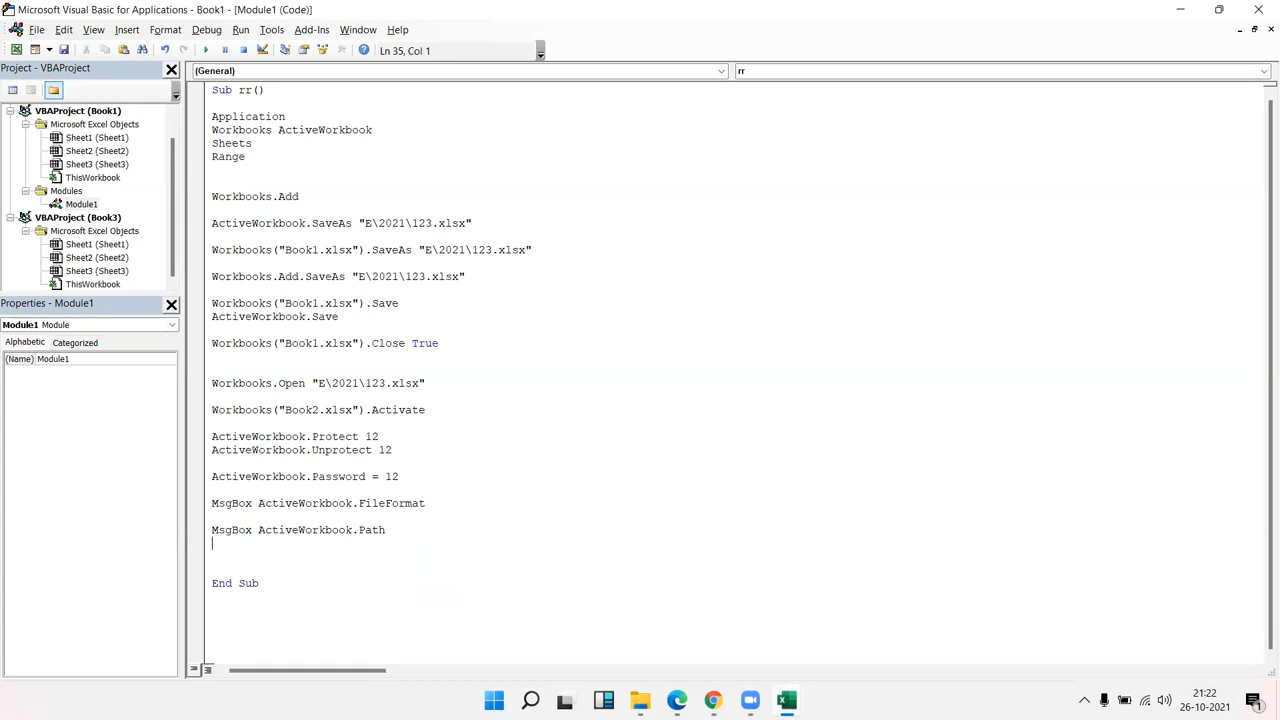 Microsoft Visual Basic for Applications - Book1 - [Module1 (Code)]
File Edit View Insert Format Debug Run Tools Add-Ins Window Help
Ln 35, Col 1
Project - VBAProject
(General)
rr
VBAProject (Book1)
Microsoft Excel Objects
Sheet1 (Sheet1)
Sheet2 (Sheet2)
Sheet3 (Sheet3)
ThisWorkbook
Modules
Module1
VBAProject (Book3)
Microsoft Excel Objects
Sheet1 (Sheet1)
Sheet2 (Sheet2)
Sheet3 (Sheet3)
ThisWorkbook
Properties - Module1
Module1 Module
Alphabetic Categorized
(Name) Module1
Sub rr()
Application
Workbooks ActiveWorkbook
Sheets
Range
Workbooks.Add
ActiveWorkbook.SaveAs "E\2021\123.xlsx"
Workbooks("Book1.xlsx").SaveAs "E\2021\123.xlsx"
Workbooks.Add.SaveAs "E\2021\123.xlsx"
Workbooks("Book1.xlsx").Save
ActiveWorkbook.Save
Workbooks("Book1.xlsx").Close True
Workbooks.Open "E\2021\123.xlsx"
Workbooks("Book2.xlsx").Activate
ActiveWorkbook.Protect 12
ActiveWorkbook.Unprotect 12
ActiveWorkbook.Password = 12
MsgBox ActiveWorkbook.FileFormat
MsgBox ActiveWorkbook.Path
End Sub
21:22
26-10-2021
1